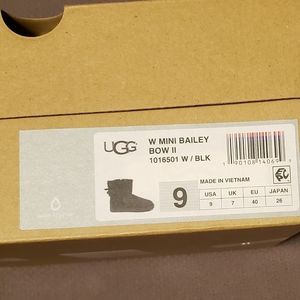 UGG
W MINI BAILEY
BOW II
1016501 W / BLK
9
MADE IN VIETNAM
USA UK EU JAPAN
9 7 40 26